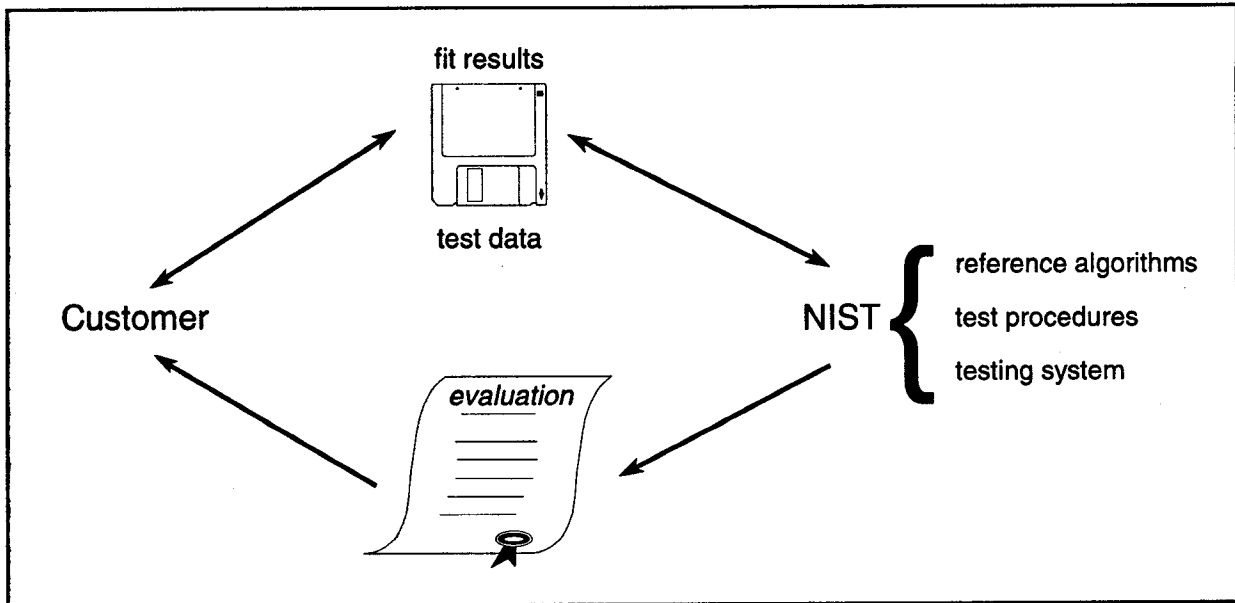 fit results
test data
Customer
NIST
reference algorithms
test procedures
testing system
evaluation